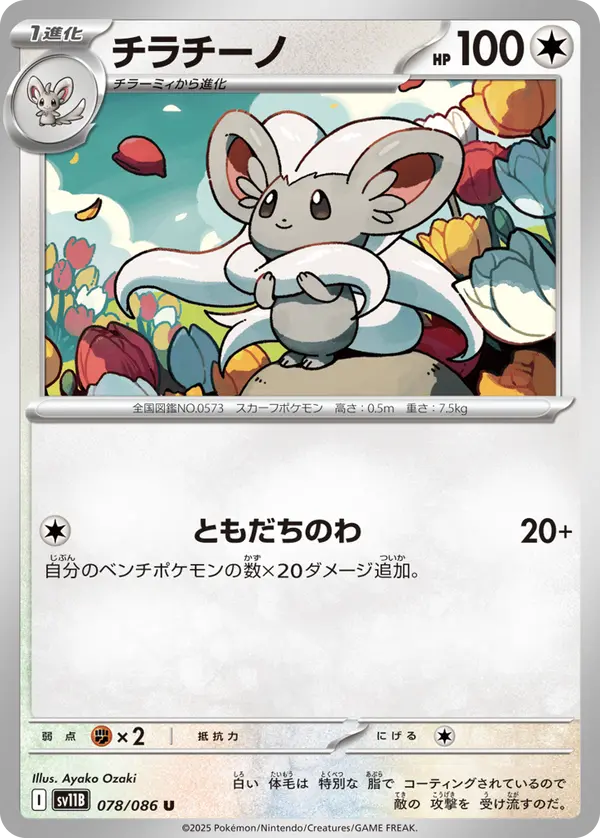 1進化
チラチーノ
HP 100
チラーミィから進化
全国図鑑NO.0573 スカーフポケモン 高さ:0.5m 重さ:7.5kg
ともだちのわ 20+
自分のベンチポケモンの数×20ダメージ追加。
弱点 ×2 抵抗力 にげる
Illus. Ayako Ozaki
白い 体毛は 特別な 脂で コーティングされているので
敵の 攻撃を 受け流すのだ。
I sv11B 078/086 U
©2025 Pokémon/Nintendo/Creatures/GAME FREAK.